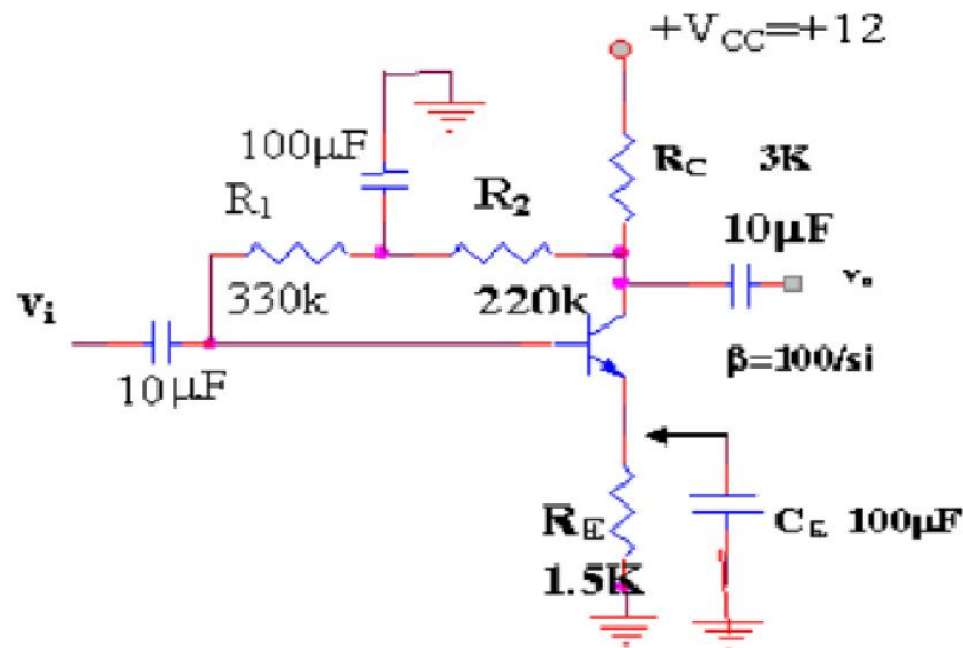 +VCC=+12
100µF
RC 3K
R1
R2
10µF
vi
330k
220k
vo
β=100/si
10µF
RE
CE 100µF
1.5K